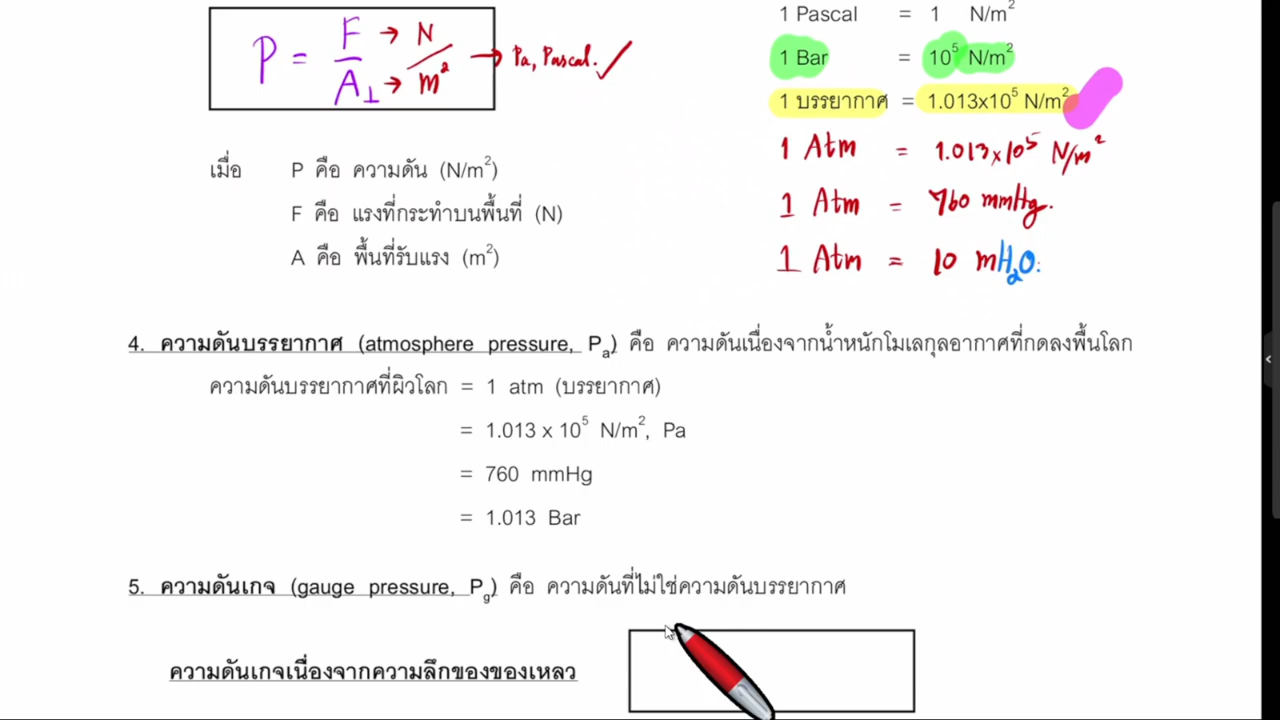 P = F/A⊥ → N / → m² → Pa, Pascal. ✓
เมื่อ P คือ ความดัน (N/m²)
F คือ แรงที่กระทำบนพื้นที่ (N)
A คือ พื้นที่รับแรง (m²)
1 Pascal = 1 N/m²
1 Bar = 10⁵ N/m²
1 บรรยากาศ = 1.013x10⁵ N/m²
1 Atm = 1.013x10⁵ N/m²
1 Atm = 760 mmHg.
1 Atm = 10 mH₂O.
4. ความดันบรรยากาศ (atmosphere pressure, Pₐ) คือ ความดันเนื่องจากน้ำหนักโมเลกุลอากาศที่กดลงพื้นโลก
ความดันบรรยากาศที่ผิวโลก = 1 atm (บรรยากาศ)
= 1.013 x 10⁵ N/m², Pa
= 760 mmHg
= 1.013 Bar
5. ความดันเกจ (gauge pressure, P_g) คือ ความดันที่ไม่ใช่ความดันบรรยากาศ
ความดันเกจเนื่องจากความลึกของของเหลว